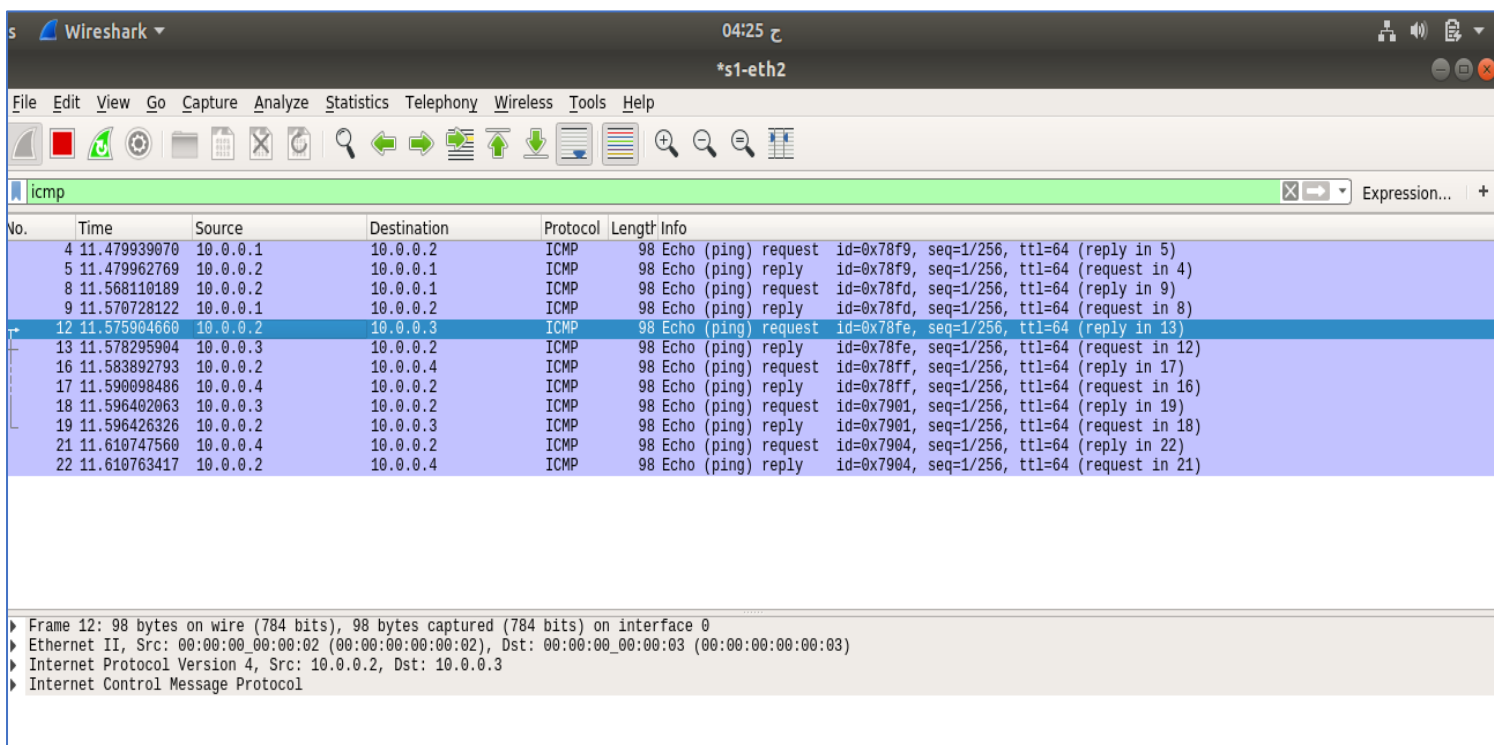 s Wireshark ▾ 04:25 ح
*s1-eth2
File Edit View Go Capture Analyze Statistics Telephony Wireless Tools Help
icmp Expression... +
No. Time Source Destination Protocol Length Info
4 11.479939070 10.0.0.1 10.0.0.2 ICMP 98 Echo (ping) request id=0x78f9, seq=1/256, ttl=64 (reply in 5)
5 11.479962769 10.0.0.2 10.0.0.1 ICMP 98 Echo (ping) reply id=0x78f9, seq=1/256, ttl=64 (request in 4)
8 11.568110189 10.0.0.2 10.0.0.1 ICMP 98 Echo (ping) request id=0x78fd, seq=1/256, ttl=64 (reply in 9)
9 11.570728122 10.0.0.1 10.0.0.2 ICMP 98 Echo (ping) reply id=0x78fd, seq=1/256, ttl=64 (request in 8)
12 11.575904660 10.0.0.2 10.0.0.3 ICMP 98 Echo (ping) request id=0x78fe, seq=1/256, ttl=64 (reply in 13)
13 11.578295904 10.0.0.3 10.0.0.2 ICMP 98 Echo (ping) reply id=0x78fe, seq=1/256, ttl=64 (request in 12)
16 11.583892793 10.0.0.2 10.0.0.4 ICMP 98 Echo (ping) request id=0x78ff, seq=1/256, ttl=64 (reply in 17)
17 11.590098486 10.0.0.4 10.0.0.2 ICMP 98 Echo (ping) reply id=0x78ff, seq=1/256, ttl=64 (request in 16)
18 11.596402063 10.0.0.3 10.0.0.2 ICMP 98 Echo (ping) request id=0x7901, seq=1/256, ttl=64 (reply in 19)
19 11.596426326 10.0.0.2 10.0.0.3 ICMP 98 Echo (ping) reply id=0x7901, seq=1/256, ttl=64 (request in 18)
21 11.610747560 10.0.0.4 10.0.0.2 ICMP 98 Echo (ping) request id=0x7904, seq=1/256, ttl=64 (reply in 22)
22 11.610763417 10.0.0.2 10.0.0.4 ICMP 98 Echo (ping) reply id=0x7904, seq=1/256, ttl=64 (request in 21)
Frame 12: 98 bytes on wire (784 bits), 98 bytes captured (784 bits) on interface 0
Ethernet II, Src: 00:00:00_00:00:02 (00:00:00:00:00:02), Dst: 00:00:00_00:00:03 (00:00:00:00:00:03)
Internet Protocol Version 4, Src: 10.0.0.2, Dst: 10.0.0.3
Internet Control Message Protocol